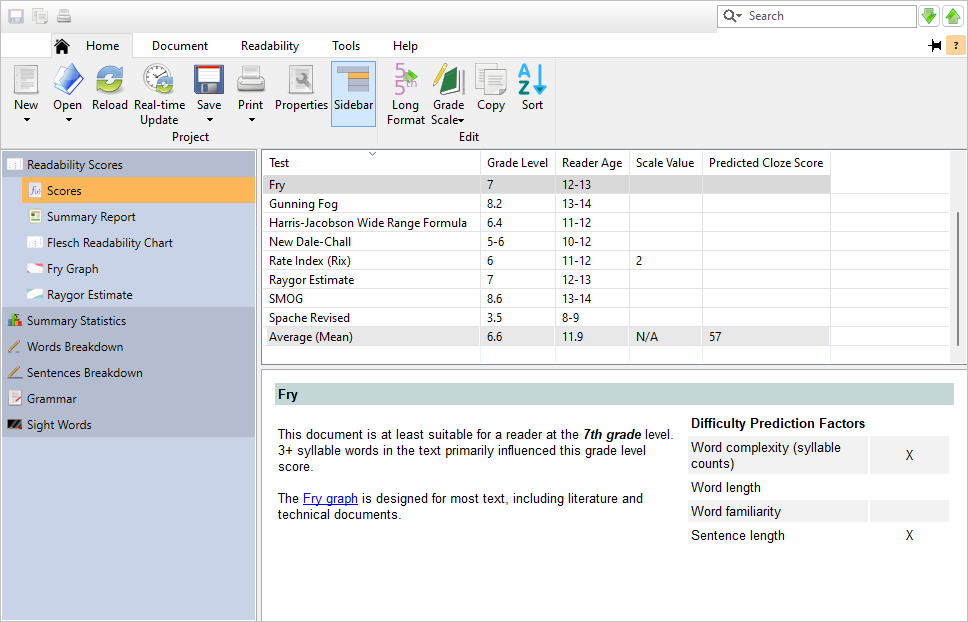 Search
Home Document Readability Tools Help
?
New Open Reload Real-time Update Save Print Properties Sidebar
Project
5 5th Long Format Grade Scale Copy A Z Sort
Edit
Readability Scores
f(x) Scores
Summary Report
Flesch Readability Chart
Fry Graph
Raygor Estimate
Summary Statistics
Words Breakdown
Sentences Breakdown
Grammar
Sight Words
Test Grade Level Reader Age Scale Value Predicted Cloze Score
Fry 7 12-13
Gunning Fog 8.2 13-14
Harris-Jacobson Wide Range Formula 6.4 11-12
New Dale-Chall 5-6 10-12
Rate Index (Rix) 6 11-12 2
Raygor Estimate 7 12-13
SMOG 8.6 13-14
Spache Revised 3.5 8-9
Average (Mean) 6.6 11.9 N/A 57
Fry
This document is at least suitable for a reader at the 7th grade level.
3+ syllable words in the text primarily influenced this grade level
score.
The Fry graph is designed for most text, including literature and
technical documents.
Difficulty Prediction Factors
Word complexity (syllable
counts) X
Word length
Word familiarity
Sentence length X